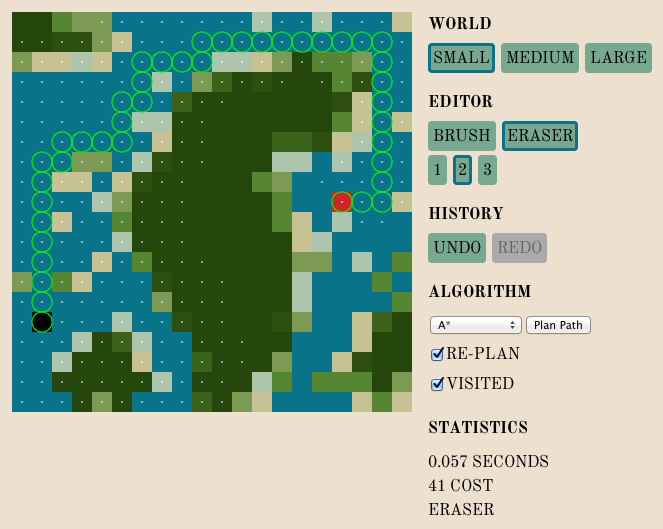 WORLD
SMALL MEDIUM LARGE
EDITOR
BRUSH ERASER
1 2 3
HISTORY
UNDO REDO
ALGORITHM
A* Plan Path
RE-PLAN
VISITED
STATISTICS
0.057 SECONDS
41 COST
ERASER